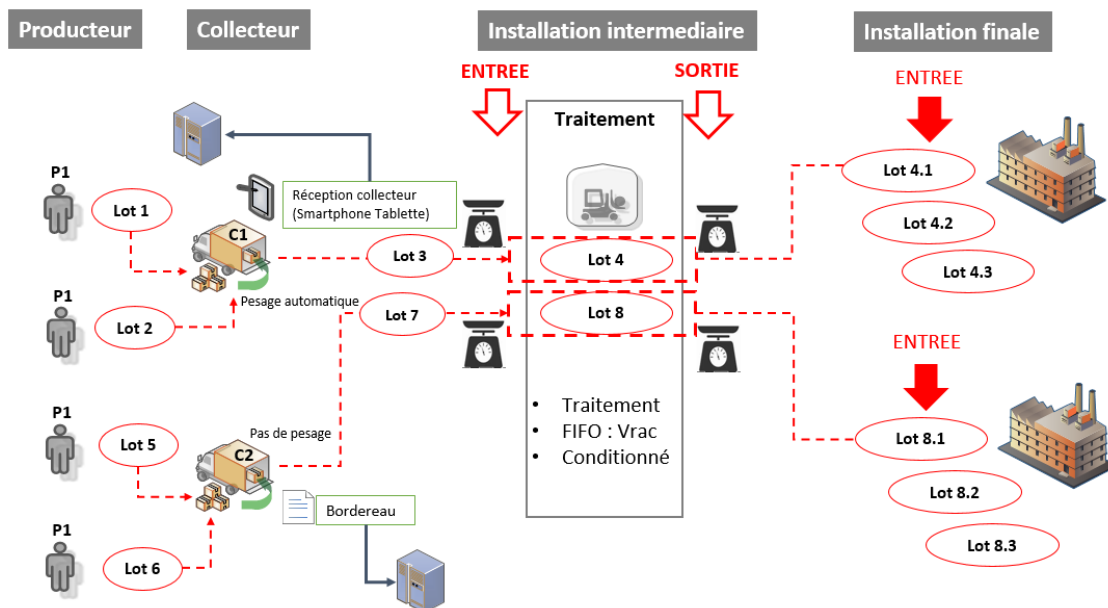 Producteur
Collecteur
Installation intermediaire
Installation finale
ENTREE
SORTIE
ENTREE
Traitement
P1
Lot 1
Réception collecteur
(Smartphone Tablette)
C1
Lot 3
Lot 4
Lot 4.1
Lot 4.2
Lot 4.3
P1
Lot 2
Pesage automatique
Lot 7
Lot 8
ENTREE
P1
Lot 5
Pas de pesage
C2
• Traitement
• FIFO : Vrac
• Conditionné
Lot 8.1
Lot 8.2
Lot 8.3
Bordereau
P1
Lot 6